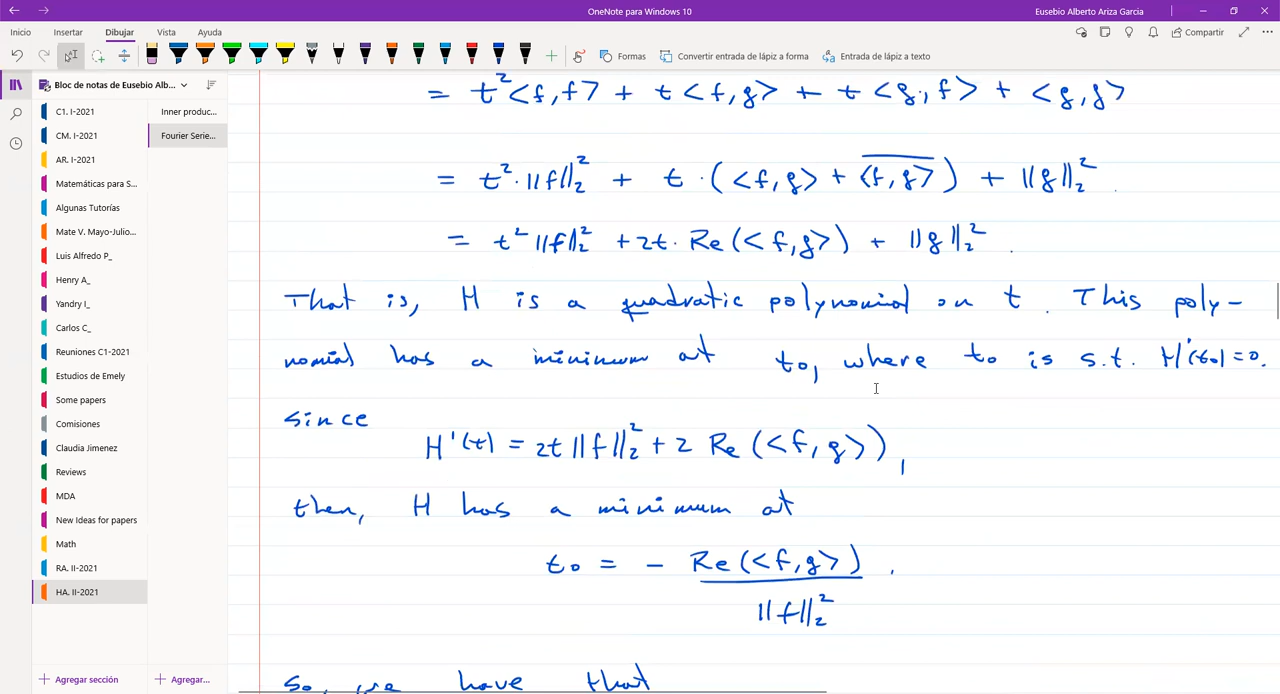 OneNote para Windows 10
Eusebio Alberto Ariza Garcia
Inicio Insertar Dibujar Vista Ayuda
Compartir
Formas Convertir entrada de lápiz a forma Entrada de lápiz a texto
Bloc de notas de Eusebio Alb...
C1. I-2021
CM. I-2021
AR. I-2021
Matemáticas para S...
Algunas Tutorías
Mate V. Mayo-Julio...
Luis Alfredo P_
Henry A_
Yandry I_
Carlos C_
Reuniones C1-2021
Estudios de Emely
Some papers
Comisiones
Claudia Jimenez
Reviews
MDA
New Ideas for papers
Math
RA. II-2021
HA. II-2021
Agregar sección
Inner produc...
Fourier Serie...
Agregar...
= t² <f,f> + t <f,g> + t <g,f> + <g,g>
= t² · ||f||₂² + t · (<f,g> + \overline{<f,g>}) + ||g||₂² .
= t² ||f||₂² + 2t · Re(<f,g>) + ||g||₂² .
That is, H is a quadratic polynomial on t. This poly-
nomial has a minimum at t₀, where t₀ is s.t. H'(t₀)=0.
since
H'(t) = 2t ||f||₂² + 2 Re(<f,g>),
then, H has a minimum at
t₀ = - Re(<f,g>) .
||f||₂²
So, we have that